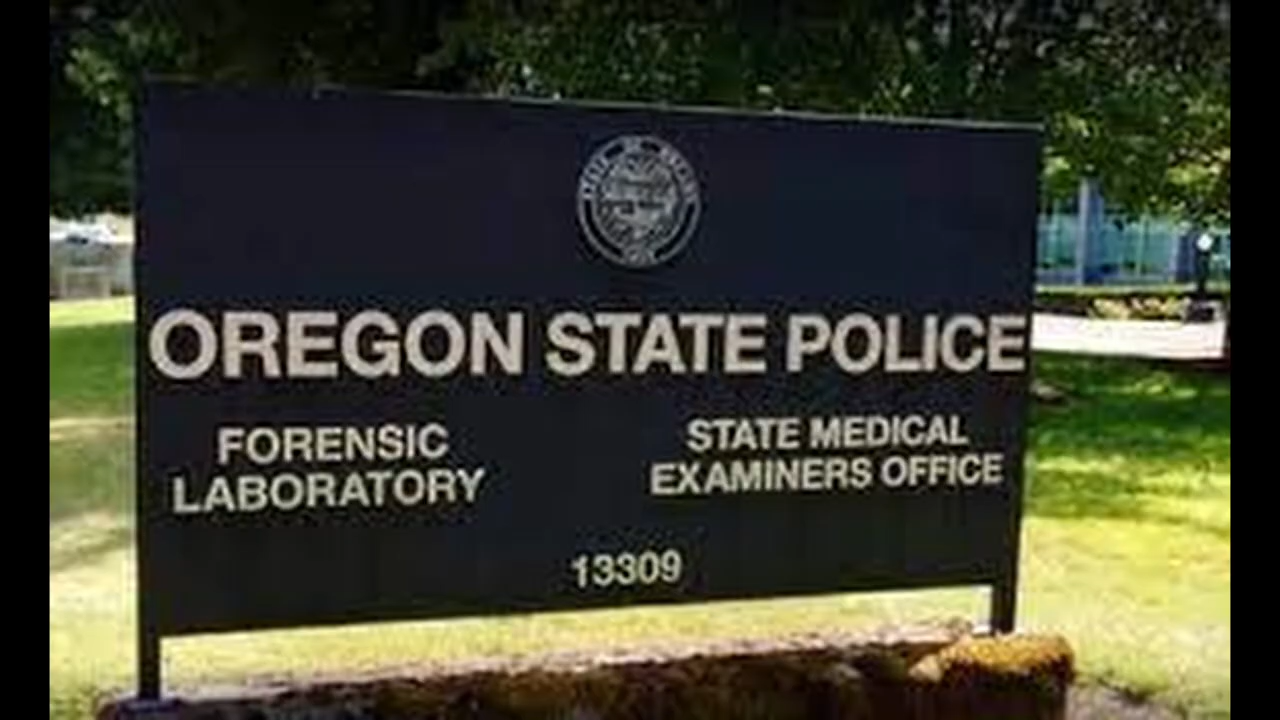 OREGON STATE POLICE
FORENSIC
LABORATORY
STATE MEDICAL
EXAMINERS OFFICE
13309